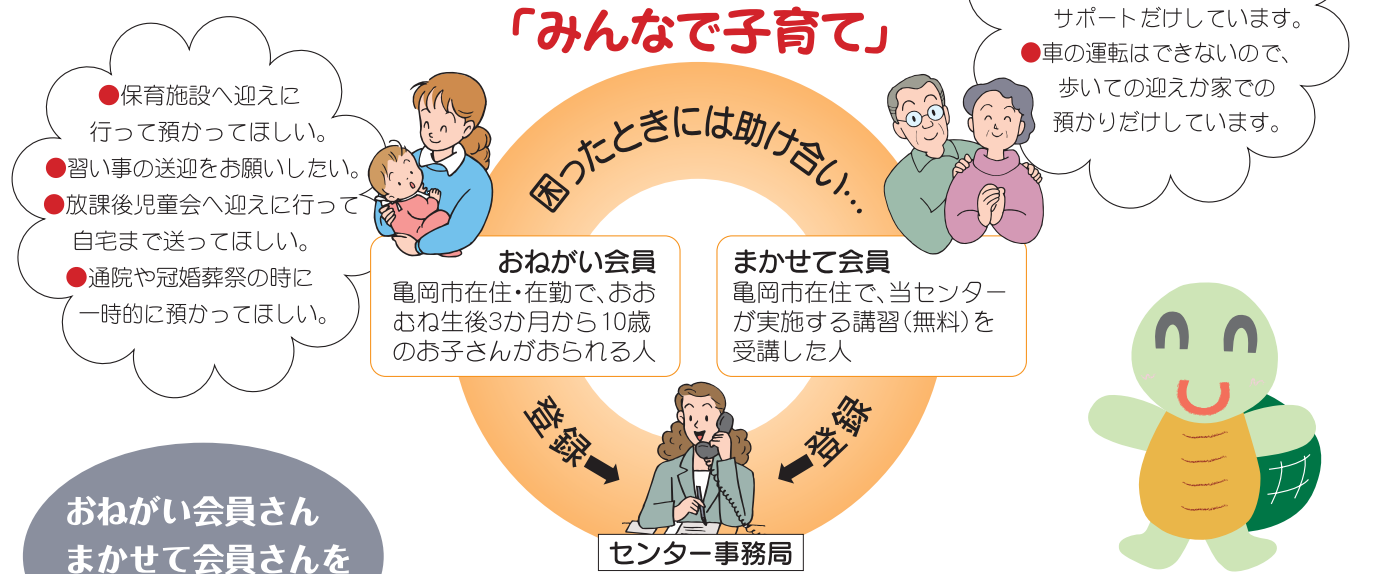 「みんなで子育て」
●保育施設へ迎えに
行って預かってほしい。
●習い事の送迎をお願いしたい。
●放課後児童会へ迎えに行って
自宅まで送ってほしい。
●通院や冠婚葬祭の時に
一時的に預かってほしい。
サポートだけしています。
●車の運転はできないので、
歩いての迎えか家での
預かりだけしています。
困ったときには助け合い…
おねがい会員
亀岡市在住・在勤で、おお
むね生後3か月から10歳
のお子さんがおられる人
まかせて会員
亀岡市在住で、当センター
が実施する講習（無料）を
受講した人
登録
登録
センター事務局
おねがい会員さん
まかせて会員さんを